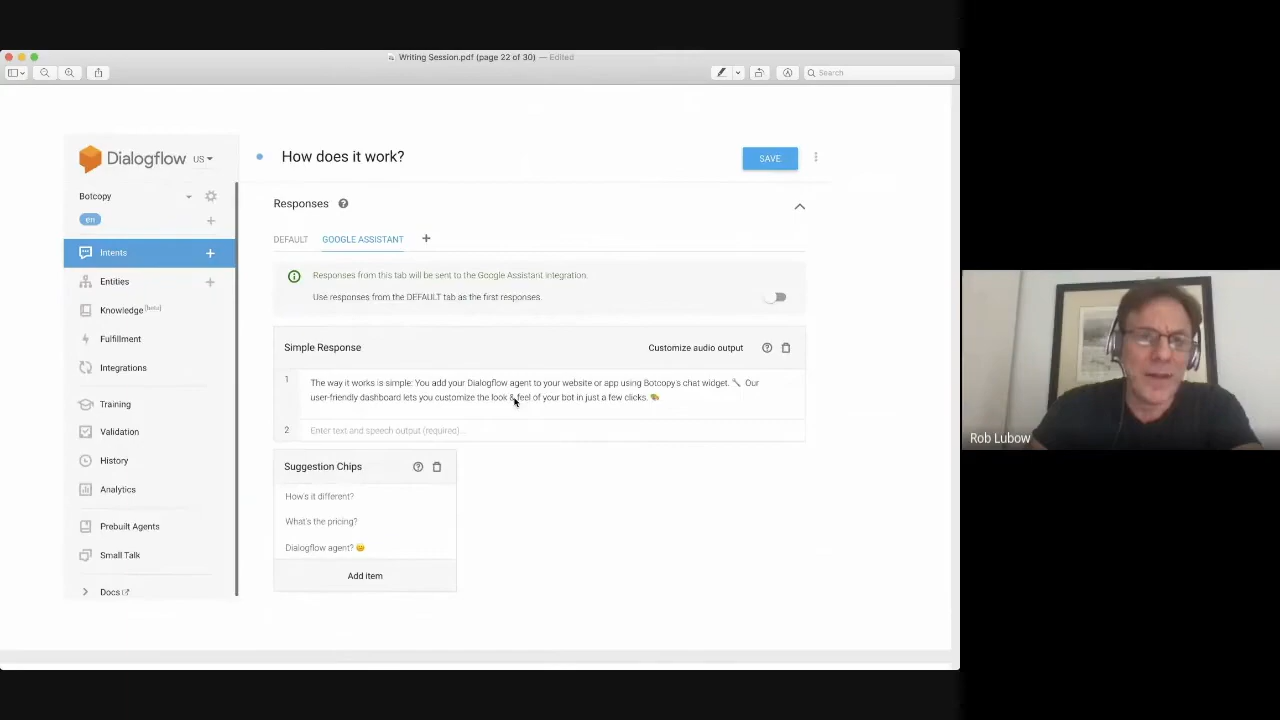 Writing Session.pdf (page 22 of 30) — Edited
Search
Dialogflow US
How does it work?
SAVE
Botcopy
en
Responses
DEFAULT GOOGLE ASSISTANT
Intents
Entities
Knowledge [beta]
Fulfillment
Integrations
Training
Validation
History
Analytics
Prebuilt Agents
Small Talk
Docs
Responses from this tab will be sent to the Google Assistant integration.
Use responses from the DEFAULT tab as the first responses.
Simple Response
Customize audio output
1 The way it works is simple: You add your Dialogflow agent to your website or app using Botcopy's chat widget. 🔧 Our
user-friendly dashboard lets you customize the look & feel of your bot in just a few clicks. 🎨
2 Enter text and speech output (required)...
Suggestion Chips
How's it different?
What's the pricing?
Dialogflow agent? 😐
Add item
Rob Lubow